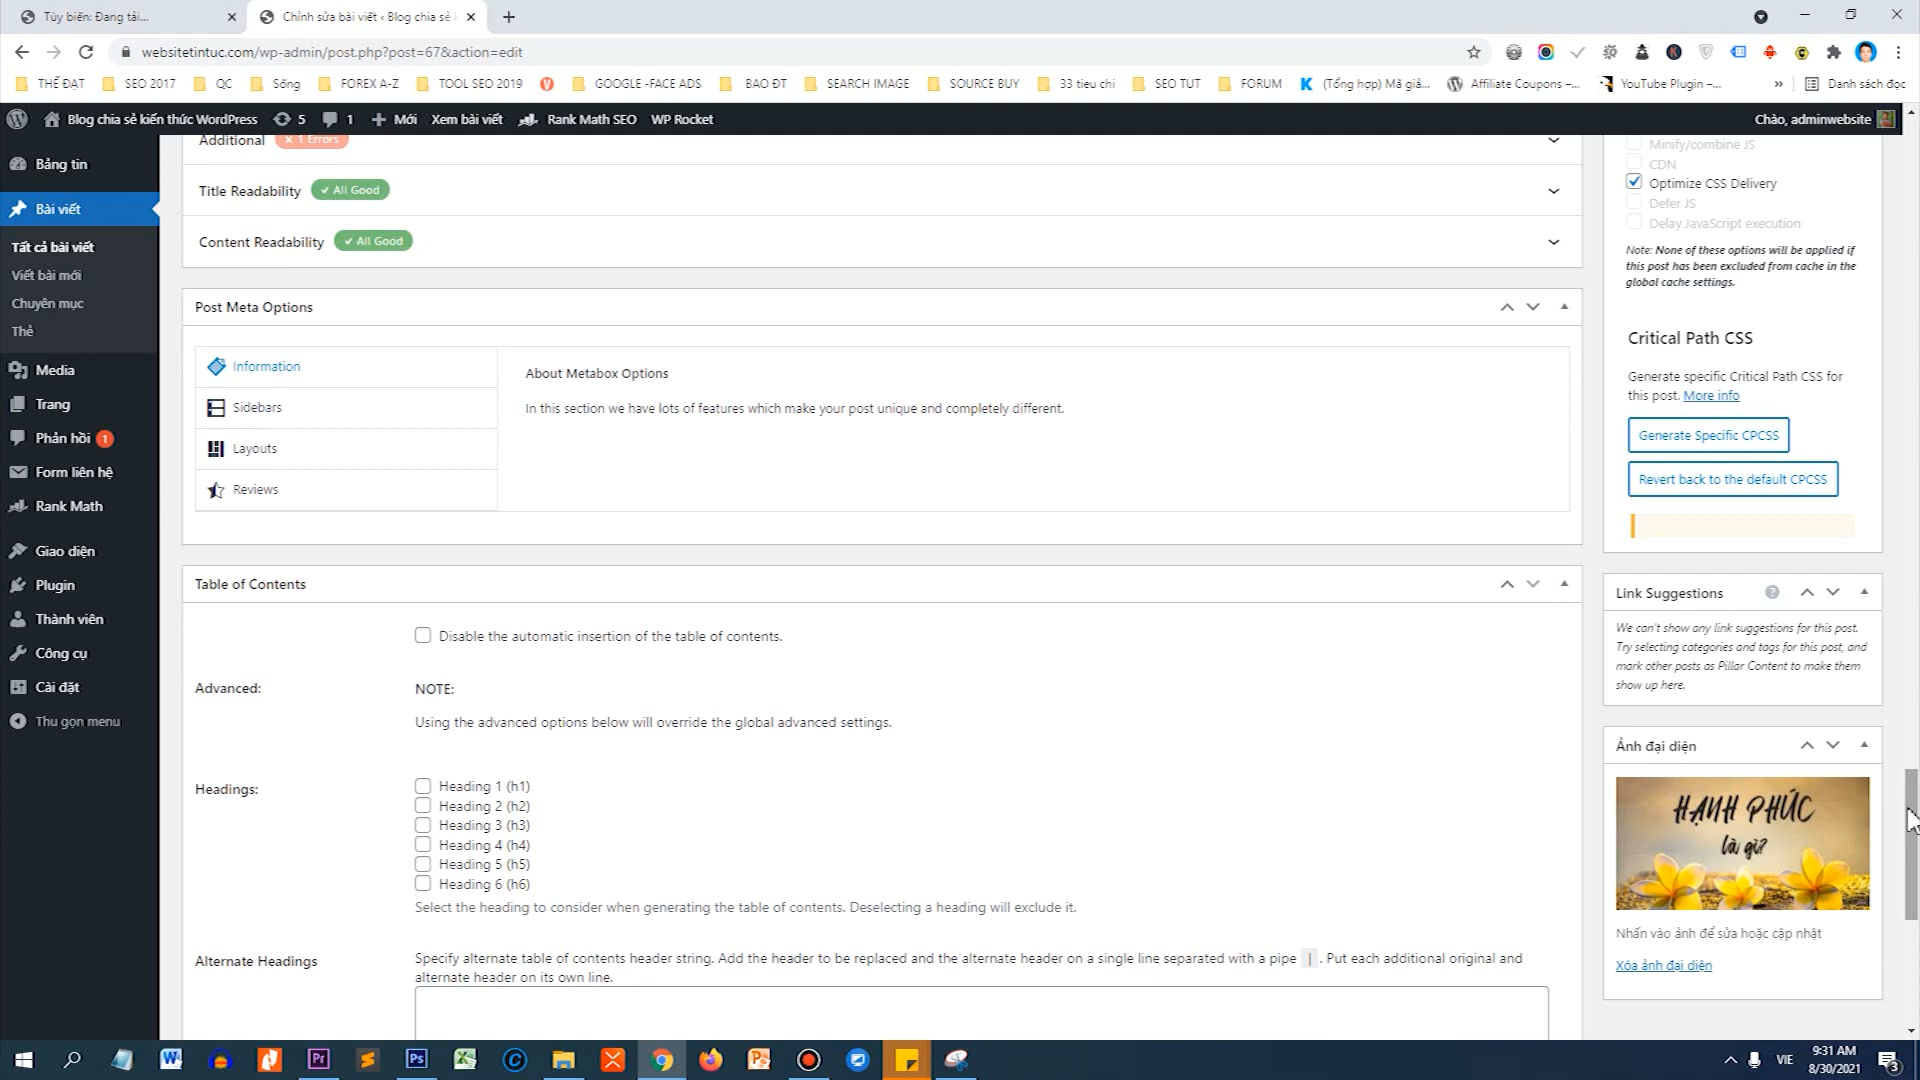 Tùy biến: Đang tải...
Chỉnh sửa bài viết ‹ Blog chia sẻ
websitetintuc.com/wp-admin/post.php?post=67&action=edit
THẾ ĐẠT
SEO 2017
QC
Sống
FOREX A-Z
TOOL SEO 2019
GOOGLE -FACE ADS
BAO ĐT
SEARCH IMAGE
SOURCE BUY
33 tieu chi
SEO TUT
FORUM
(Tổng hợp) Mã giả...
Affiliate Coupons –...
YouTube Plugin –...
»
Danh sách đọc
Blog chia sẻ kiến thức WordPress
5
1
Mới
Xem bài viết
Rank Math SEO
WP Rocket
Chào, adminwebsite
Bảng tin
Bài viết
Tất cả bài viết
Viết bài mới
Chuyên mục
Thẻ
Media
Trang
Phản hồi 1
Form liên hệ
Rank Math
Giao diện
Plugin
Thành viên
Công cụ
Cài đặt
Thu gọn menu
Additional
1 Errors
Title Readability
All Good
Content Readability
All Good
Post Meta Options
Information
Sidebars
Layouts
Reviews
About Metabox Options
In this section we have lots of features which make your post unique and completely different.
Table of Contents
Disable the automatic insertion of the table of contents.
Advanced:
NOTE:
Using the advanced options below will override the global advanced settings.
Headings:
Heading 1 (h1)
Heading 2 (h2)
Heading 3 (h3)
Heading 4 (h4)
Heading 5 (h5)
Heading 6 (h6)
Select the heading to consider when generating the table of contents. Deselecting a heading will exclude it.
Alternate Headings
Specify alternate table of contents header string. Add the header to be replaced and the alternate header on a single line separated with a pipe | . Put each additional original and
alternate header on its own line.
Minify/combine JS
CDN
Optimize CSS Delivery
Defer JS
Delay JavaScript execution
Note: None of these options will be applied if
this post has been excluded from cache in the
global cache settings.
Critical Path CSS
Generate specific Critical Path CSS for
this post. More info
Generate Specific CPCSS
Revert back to the default CPCSS
Link Suggestions
We can't show any link suggestions for this post.
Try selecting categories and tags for this post, and
mark other posts as Pillar Content to make them
show up here.
Ảnh đại diện
HẠNH PHÚC
là gì?
Nhấn vào ảnh để sửa hoặc cập nhật
Xóa ảnh đại diện
VIE
9:31 AM
8/30/2021
3